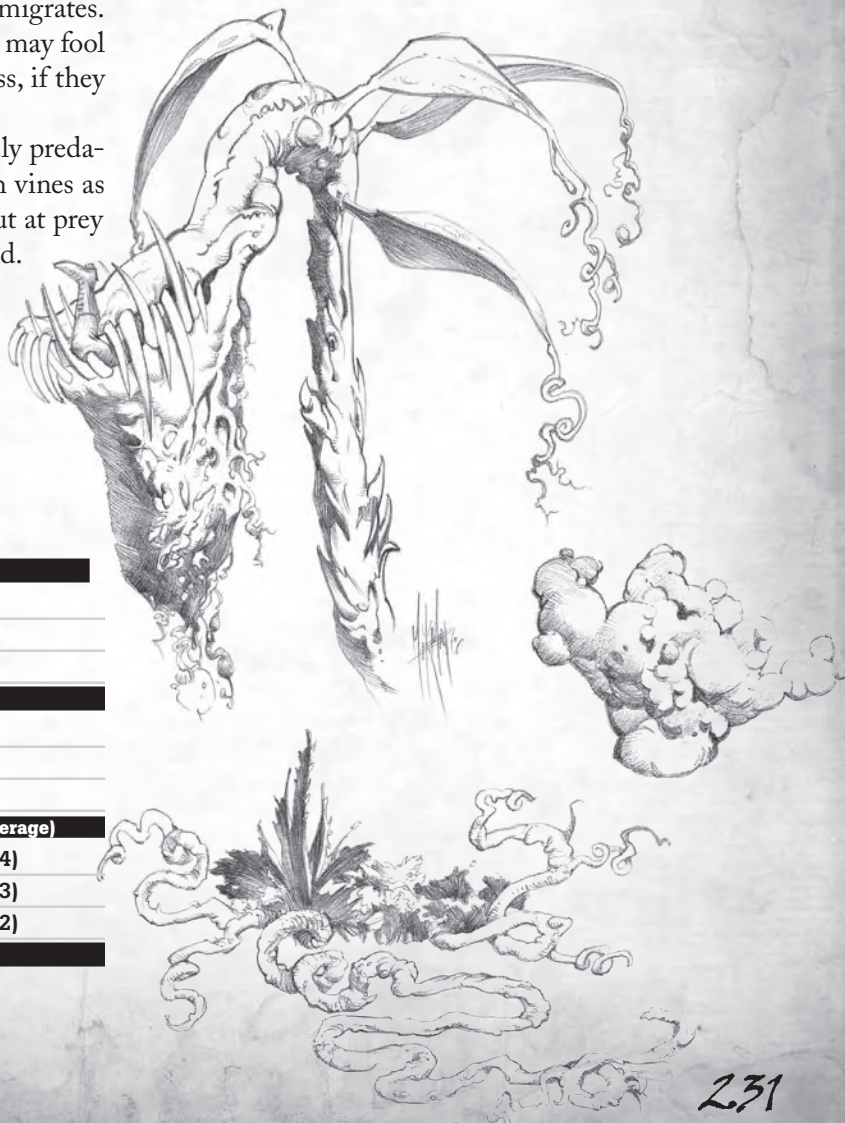 migrates.
may fool
ss, if they
ly preda-
n vines as
ut at prey
d.
erage)
4)
3)
2)
231